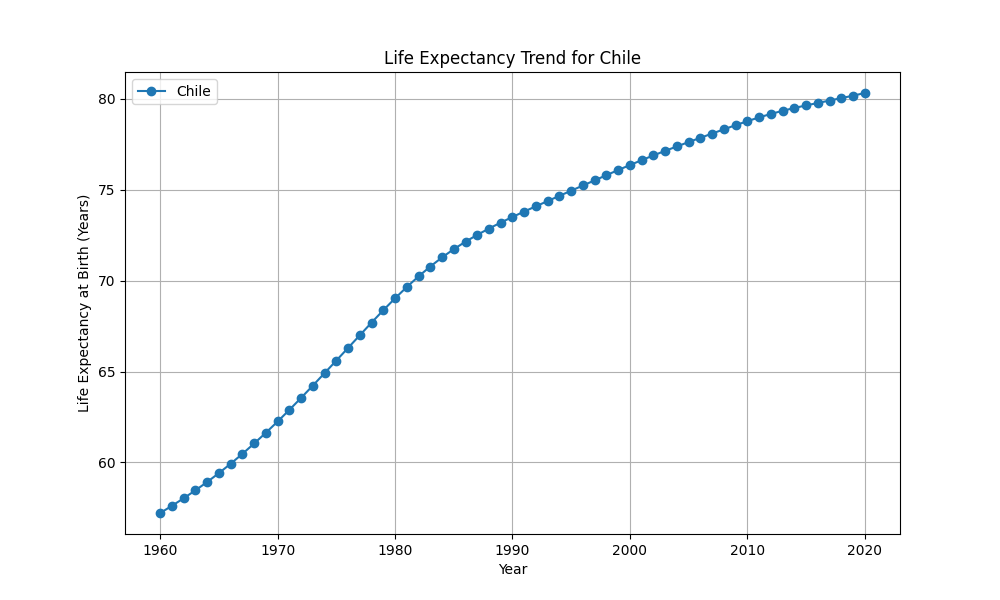 Life Expectancy Trend for Chile
Chile
80
75
70
65
60
Life Expectancy at Birth (Years)
1960 1970 1980 1990 2000 2010 2020
Year